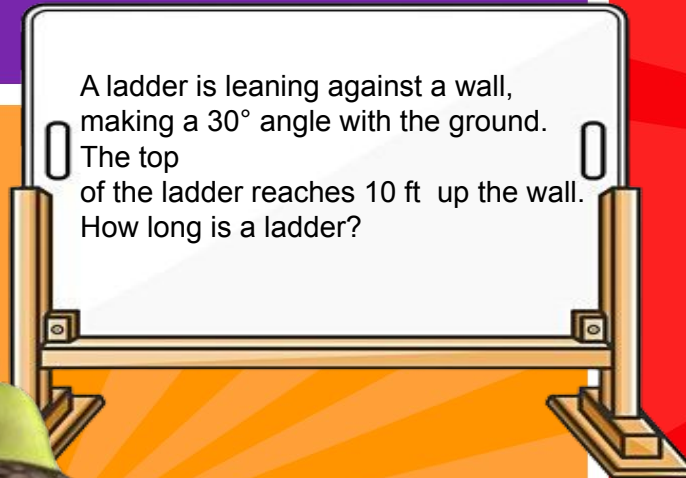 A ladder is leaning against a wall,
making a 30° angle with the ground.
The top
of the ladder reaches 10 ft  up the wall.
How long is a ladder?